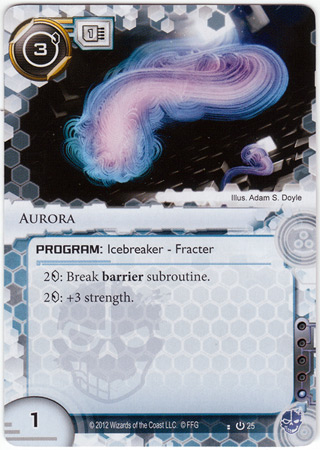 3
1
Illus. Adam S. Doyle
AURORA
PROGRAM: Icebreaker - Fracter
2: Break barrier subroutine.
2: +3 strength.
1
© 2012 Wizards of the Coast LLC. © FFG 25